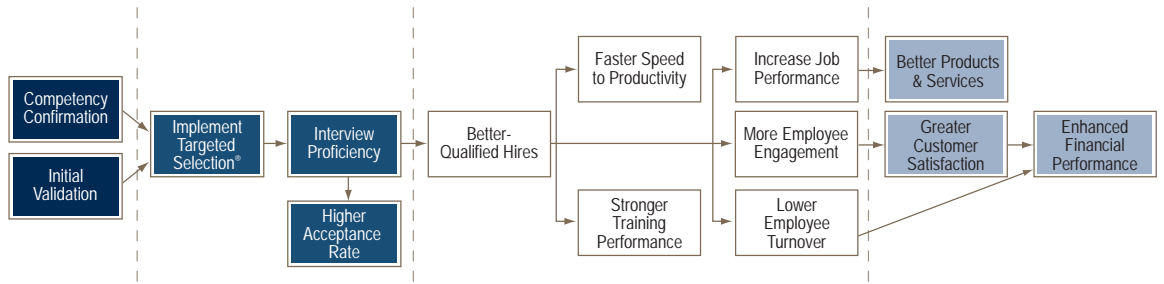 Competency
Confirmation
Initial
Validation
Implement
Targeted
Selection®
Interview
Proficiency
Higher
Acceptance
Rate
Better-
Qualified Hires
Faster Speed
to Productivity
Stronger
Training
Performance
Increase Job
Performance
More Employee
Engagement
Lower
Employee
Turnover
Better Products
& Services
Greater
Customer
Satisfaction
Enhanced
Financial
Performance